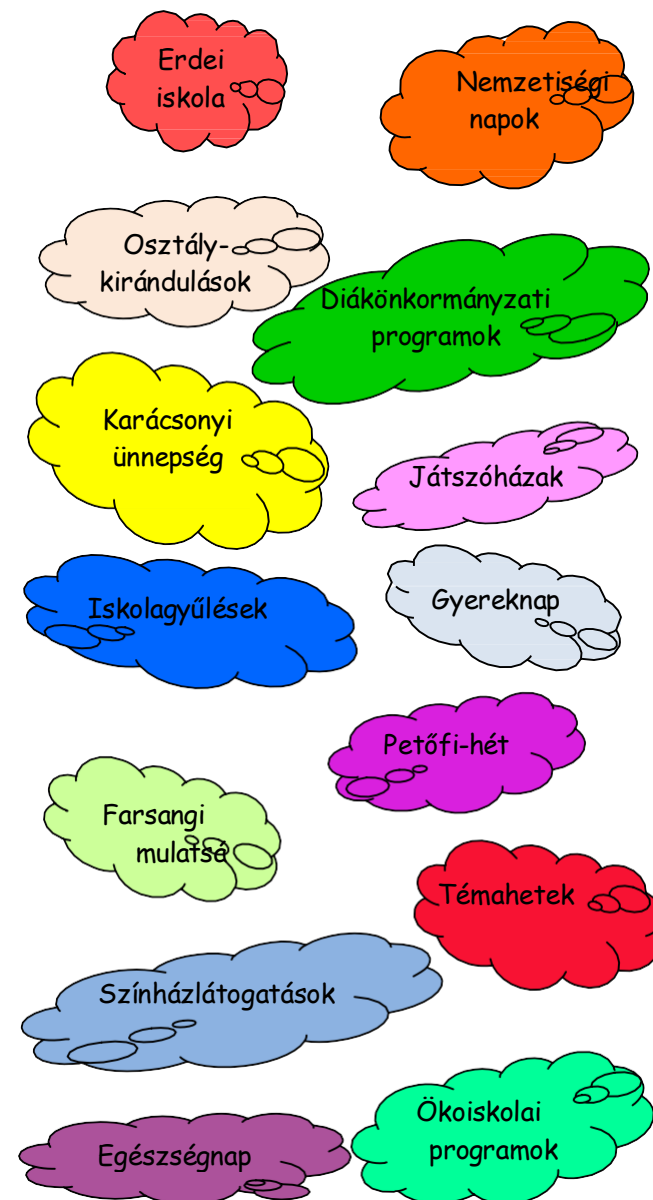 Erdei
iskola
Nemzetiségi
napok
Osztály-
kirándulások
Diákönkormányzati
programok
Karácsonyi
ünnepség
Játszóházak
Iskolagyűlések
Gyereknap
Petőfi-hét
Farsangi
mulatsá
Témahetek
Színházlátogatások
Ökoiskolai
programok
Egészségnap